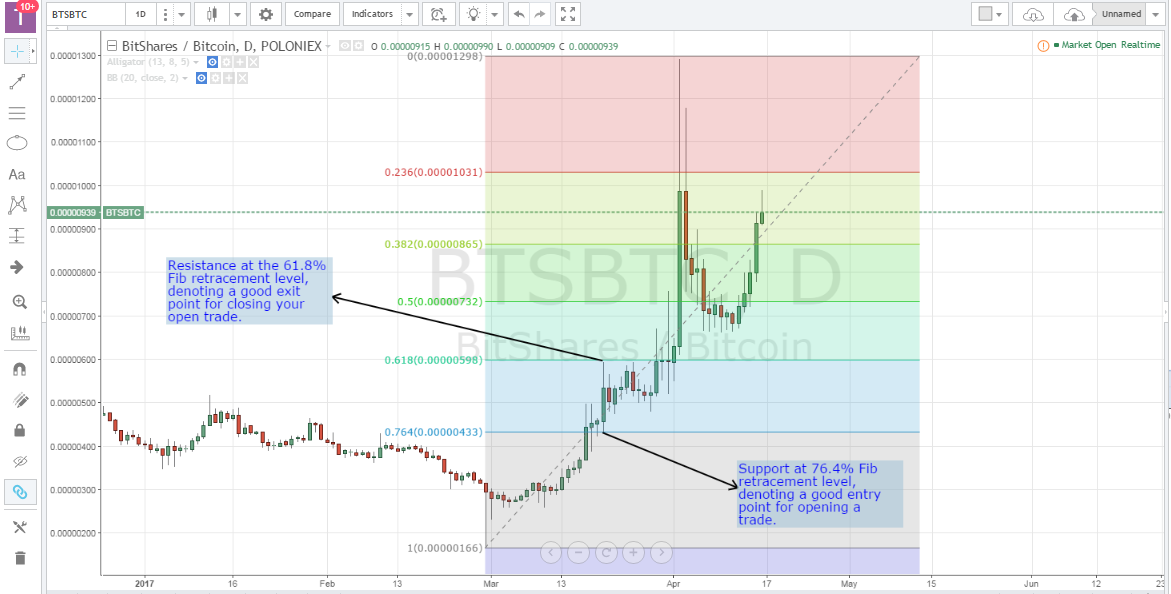 10+
BTSBTC 1D Compare Indicators Unnamed
BitShares / Bitcoin, D, POLONIEX O 0.00000915 H 0.00000990 L 0.00000909 C 0.00000939
Market Open Realtime
Alligator (13, 8, 5)
BB (20, close, 2)
0(0.00001298)
0.00001300
0.00001200
0.00001100
0.236(0.00001031)
0.00001000
0.00000939 BTSBTC
0.00000900
0.382(0.00000865)
BTSBTC, D
Resistance at the 61.8%
Fib retracement level,
denoting a good exit
point for closing your
open trade.
0.00000800
0.5(0.00000732)
0.00000700
BitShares / Bitcoin
0.618(0.00000598)
0.00000600
0.00000500
0.764(0.00000433)
0.00000400
Support at 76.4% Fib
retracement level,
denoting a good entry
point for opening a
trade.
0.00000300
0.00000200
1(0.00000166)
2017 16 Feb 13 Mar 13 Apr 17 May 15 Jun 12 23
Aa